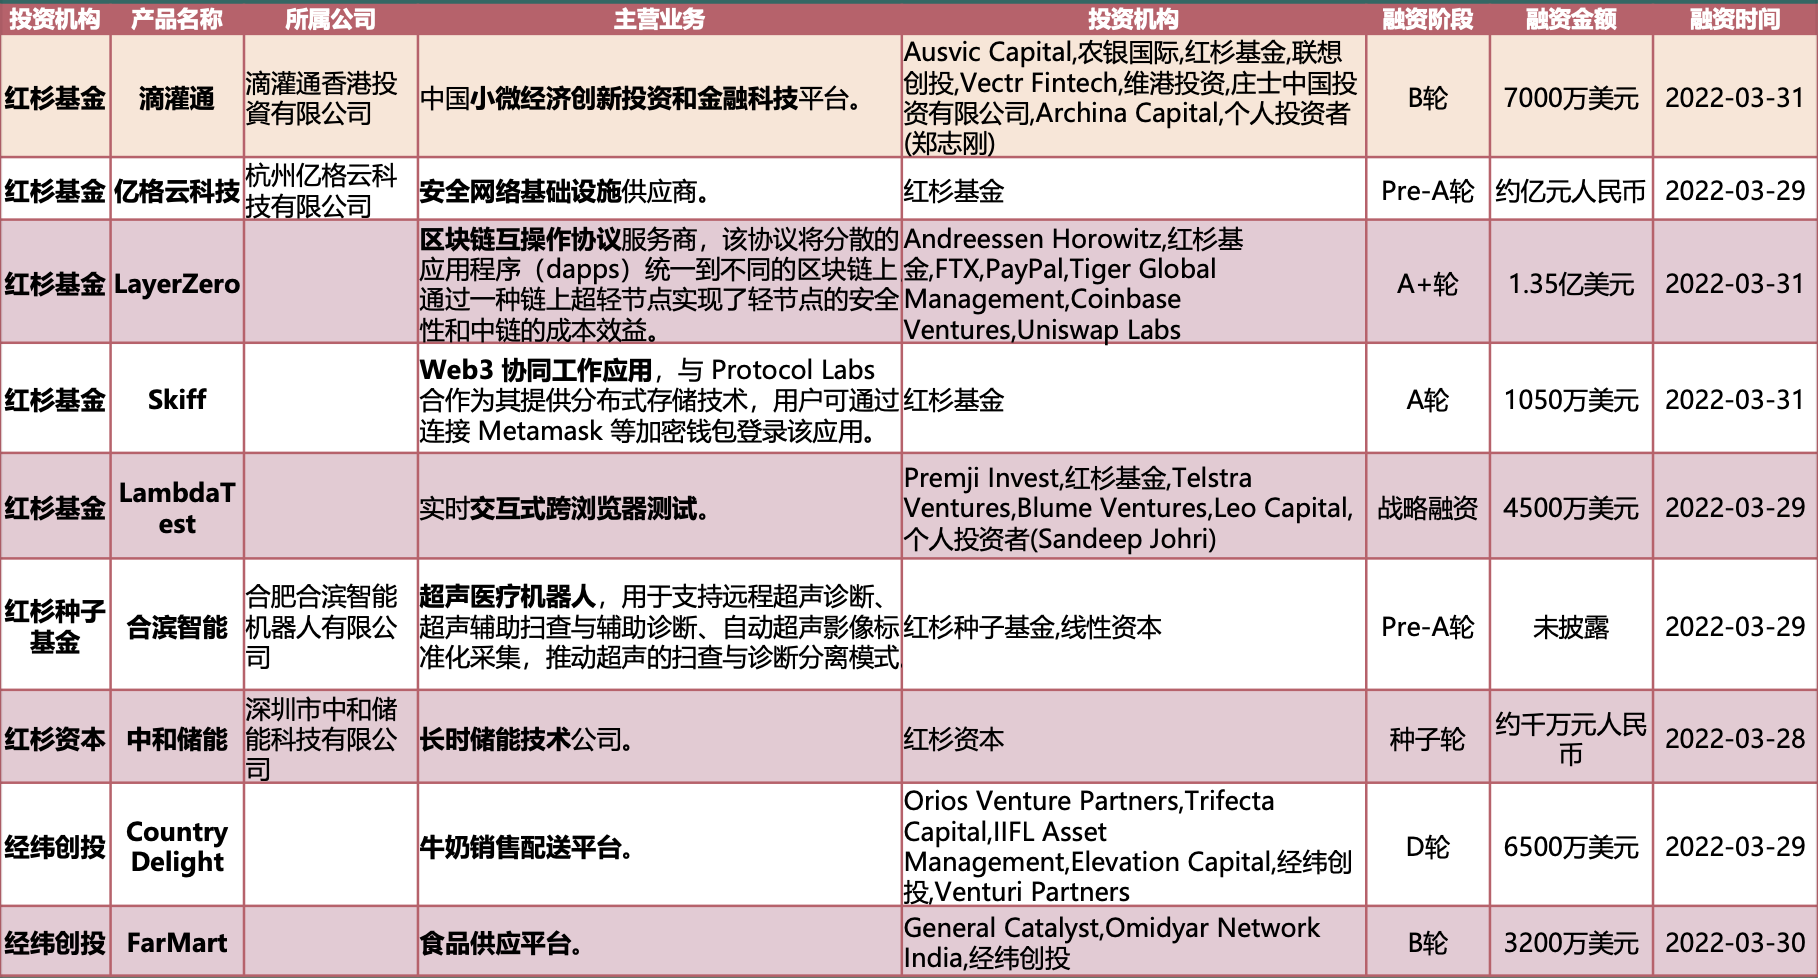 投资机构 产品名称 所属公司 主营业务 投资机构 融资阶段 融资金额 融资时间
红杉基金
滴灌通
滴灌通香港投
資有限公司
中国小微经济创新投资和金融科技平台。
Ausvic Capital,农银国际,红杉基金,联想
创投,Vectr Fintech,维港投资,庄士中国投
资有限公司,Archina Capital,个人投资者
(郑志刚)
B轮
7000万美元
2022-03-31
红杉基金
亿格云科技
杭州亿格云科
技有限公司
安全网络基础设施供应商。
红杉基金
Pre-A轮
约亿元人民币
2022-03-29
红杉基金
LayerZero
区块链互操作协议服务商，该协议将分散的
应用程序（dapps）统一到不同的区块链上
通过一种链上超轻节点实现了轻节点的安全
性和中链的成本效益。
Andreessen Horowitz,红杉基
金,FTX,PayPal,Tiger Global
Management,Coinbase
Ventures,Uniswap Labs
A+轮
1.35亿美元
2022-03-31
红杉基金
Skiff
Web3 协同工作应用，与 Protocol Labs
合作为其提供分布式存储技术，用户可通过
连接 Metamask 等加密钱包登录该应用。
红杉基金
A轮
1050万美元
2022-03-31
红杉基金
LambdaT
est
实时交互式跨浏览器测试。
Premji Invest,红杉基金,Telstra
Ventures,Blume Ventures,Leo Capital,
个人投资者(Sandeep Johri)
战略融资
4500万美元
2022-03-29
红杉种子
基金
合滨智能
合肥合滨智能
机器人有限公
司
超声医疗机器人，用于支持远程超声诊断、
超声辅助扫查与辅助诊断、自动超声影像标
准化采集，推动超声的扫查与诊断分离模式
红杉种子基金,线性资本
Pre-A轮
未披露
2022-03-29
红杉资本
中和储能
深圳市中和储
能科技有限公
司
长时储能技术公司。
红杉资本
种子轮
约千万元人民
币
2022-03-28
经纬创投
Country
Delight
牛奶销售配送平台。
Orios Venture Partners,Trifecta
Capital,IIFL Asset
Management,Elevation Capital,经纬创
投,Venturi Partners
D轮
6500万美元
2022-03-29
经纬创投
FarMart
食品供应平台。
General Catalyst,Omidyar Network
India,经纬创投
B轮
3200万美元
2022-03-30